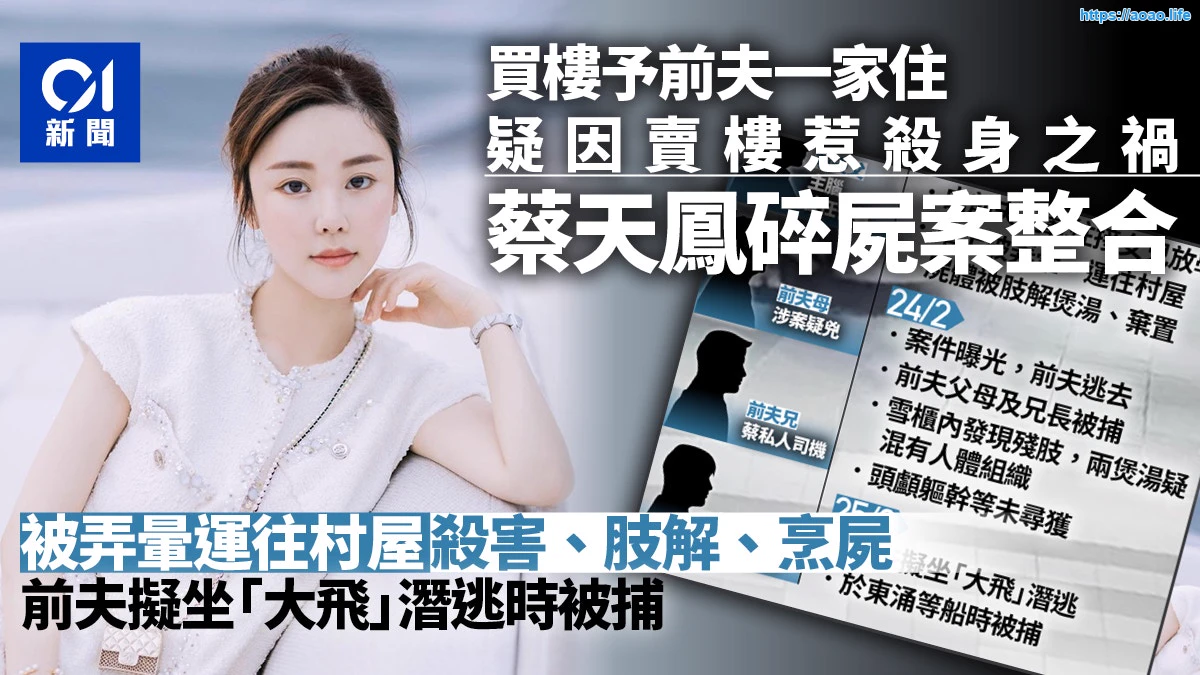 https://aoao.life
01
新聞
買樓予前夫一家住
疑因賣樓惹殺身之禍
蔡天鳳碎屍案整合
主腦
運往村屋
屍體被肢解煲湯、棄置
前夫母
涉案疑兇
前夫兄
蔡私人司機
24/2
·案件曝光，前夫逃去
·前夫父母及兄長被捕
·雪櫃內發現殘肢，兩煲湯疑
混有人體組織
·頭顱軀幹等未尋獲
擬坐「大飛」潛逃
·於東涌等船時被捕
被弄暈運往村屋殺害、肢解、烹屍
前夫擬坐「大飛」潛逃時被捕